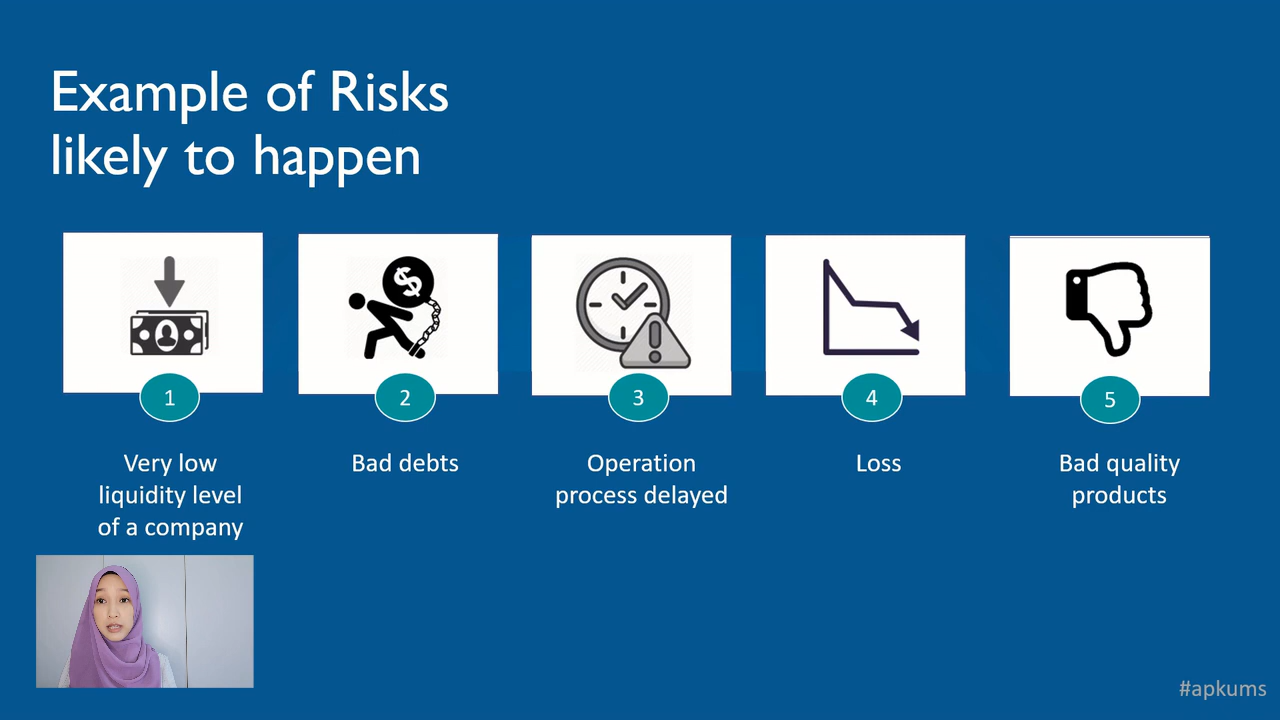 Example of Risks
likely to happen
$
1
2
3
4
5
Very low
liquidity level
of a company
Bad debts
Operation
process delayed
Loss
Bad quality
products
#apkums